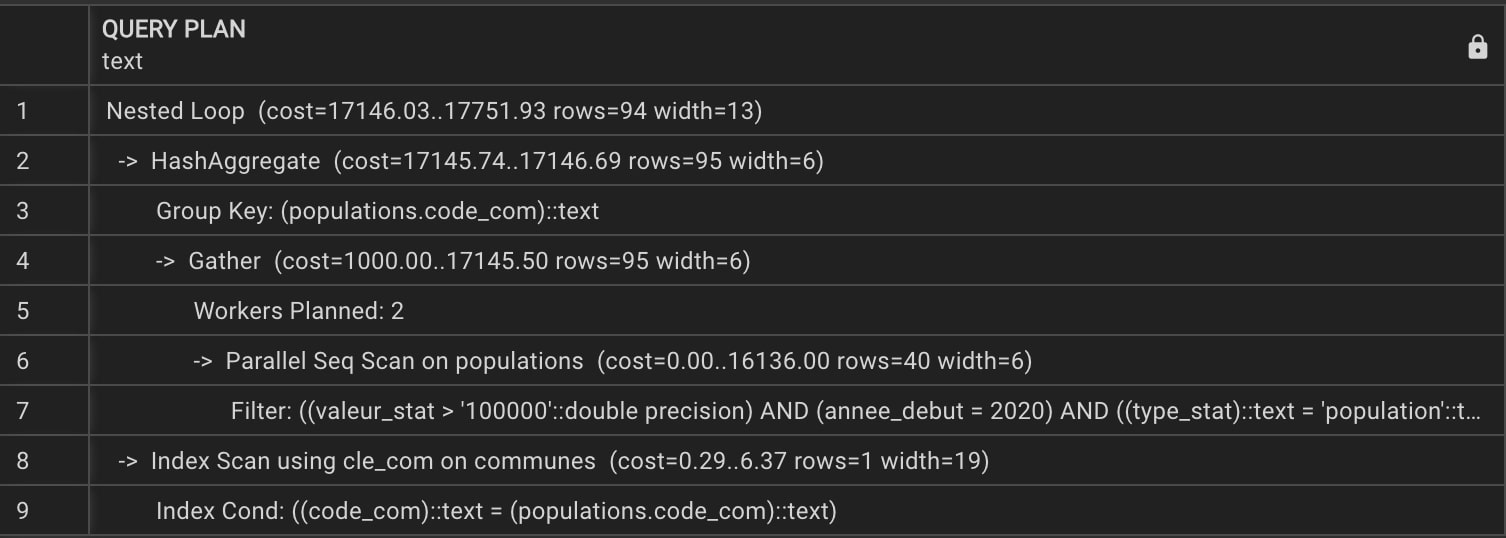 QUERY PLAN
text
1 Nested Loop (cost=17146.03..17751.93 rows=94 width=13)
2 -> HashAggregate (cost=17145.74..17146.69 rows=95 width=6)
3 Group Key: (populations.code_com)::text
4 -> Gather (cost=1000.00..17145.50 rows=95 width=6)
5 Workers Planned: 2
6 -> Parallel Seq Scan on populations (cost=0.00..16136.00 rows=40 width=6)
7 Filter: ((valeur_stat > '100000'::double precision) AND (annee_debut = 2020) AND ((type_stat)::text = 'population'::t...
8 -> Index Scan using cle_com on communes (cost=0.29..6.37 rows=1 width=19)
9 Index Cond: ((code_com)::text = (populations.code_com)::text)